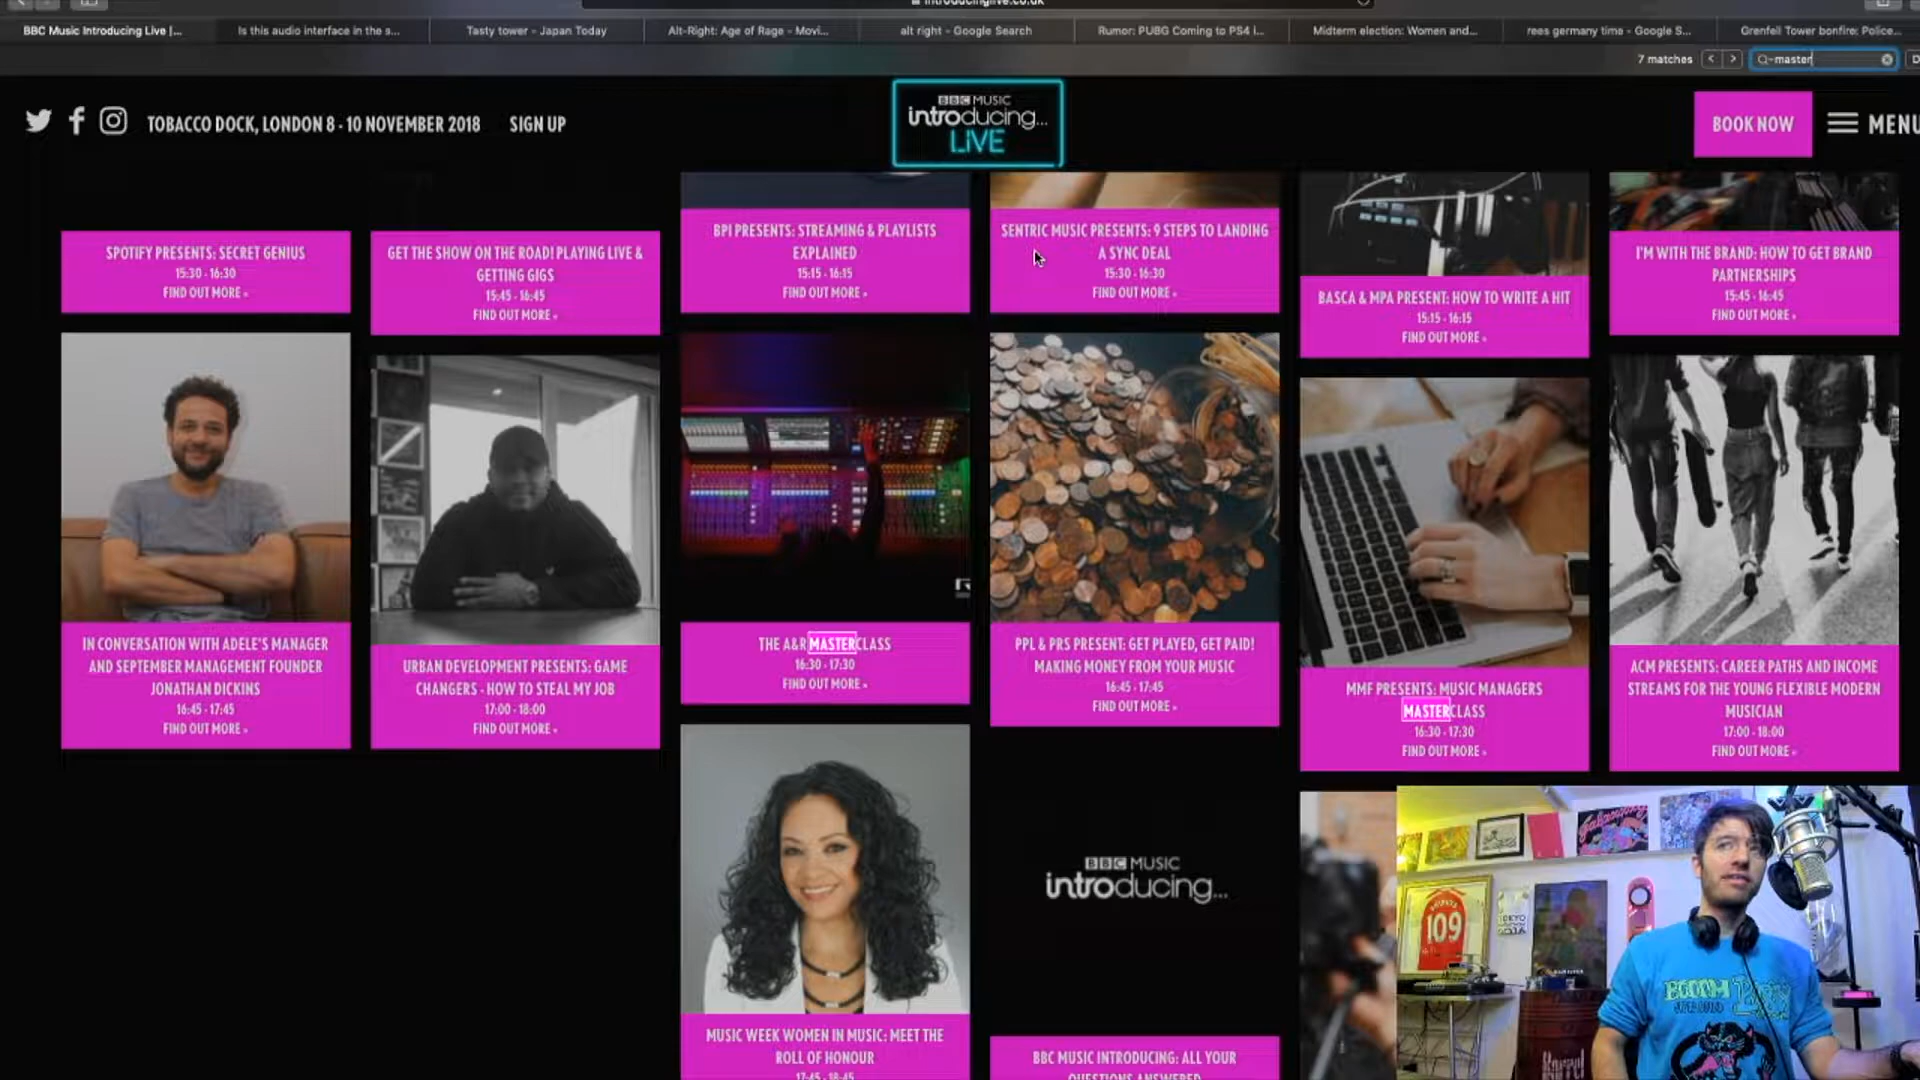 introducinglive.co.uk
BBC Music Introducing Live |...
Is this audio interface in the s...
Tasty tower - Japan Today
Alt-Right: Age of Rage - Movi...
alt right - Google Search
Rumor: PUBG Coming to PS4 i...
Midterm election: Women and...
rees germany time - Google S...
Grenfell Tower bonfire: Police...
7 matches
master
TOBACCO DOCK, LONDON 8 - 10 NOVEMBER 2018
SIGN UP
BBC MUSIC
introducing...
LIVE
BOOK NOW
MENU
SPOTIFY PRESENTS: SECRET GENIUS
15:30 - 16:30
FIND OUT MORE »
GET THE SHOW ON THE ROAD! PLAYING LIVE &
GETTING GIGS
15:45 - 16:45
FIND OUT MORE »
BPI PRESENTS: STREAMING & PLAYLISTS
EXPLAINED
15:15 - 16:15
FIND OUT MORE »
SENTRIC MUSIC PRESENTS: 9 STEPS TO LANDING
A SYNC DEAL
15:30 - 16:30
FIND OUT MORE »
BASCA & MPA PRESENT: HOW TO WRITE A HIT
15:15 - 16:15
FIND OUT MORE »
I'M WITH THE BRAND: HOW TO GET BRAND
PARTNERSHIPS
15:45 - 16:45
FIND OUT MORE »
IN CONVERSATION WITH ADELE'S MANAGER
AND SEPTEMBER MANAGEMENT FOUNDER
JONATHAN DICKINS
16:45 - 17:45
FIND OUT MORE »
URBAN DEVELOPMENT PRESENTS: GAME
CHANGERS - HOW TO STEAL MY JOB
17:00 - 18:00
FIND OUT MORE »
THE A&R MASTERCLASS
16:30 - 17:30
FIND OUT MORE »
PPL & PRS PRESENT: GET PLAYED, GET PAID!
MAKING MONEY FROM YOUR MUSIC
16:45 - 17:45
FIND OUT MORE »
MMF PRESENTS: MUSIC MANAGERS
MASTERCLASS
16:30 - 17:30
FIND OUT MORE »
ACM PRESENTS: CAREER PATHS AND INCOME
STREAMS FOR THE YOUNG FLEXIBLE MODERN
MUSICIAN
17:00 - 18:00
FIND OUT MORE »
MUSIC WEEK WOMEN IN MUSIC: MEET THE
ROLL OF HONOUR
17:45 - 18:45
BBC MUSIC
introducing...
BBC MUSIC INTRODUCING: ALL YOUR
QUESTIONS ANSWERED
109